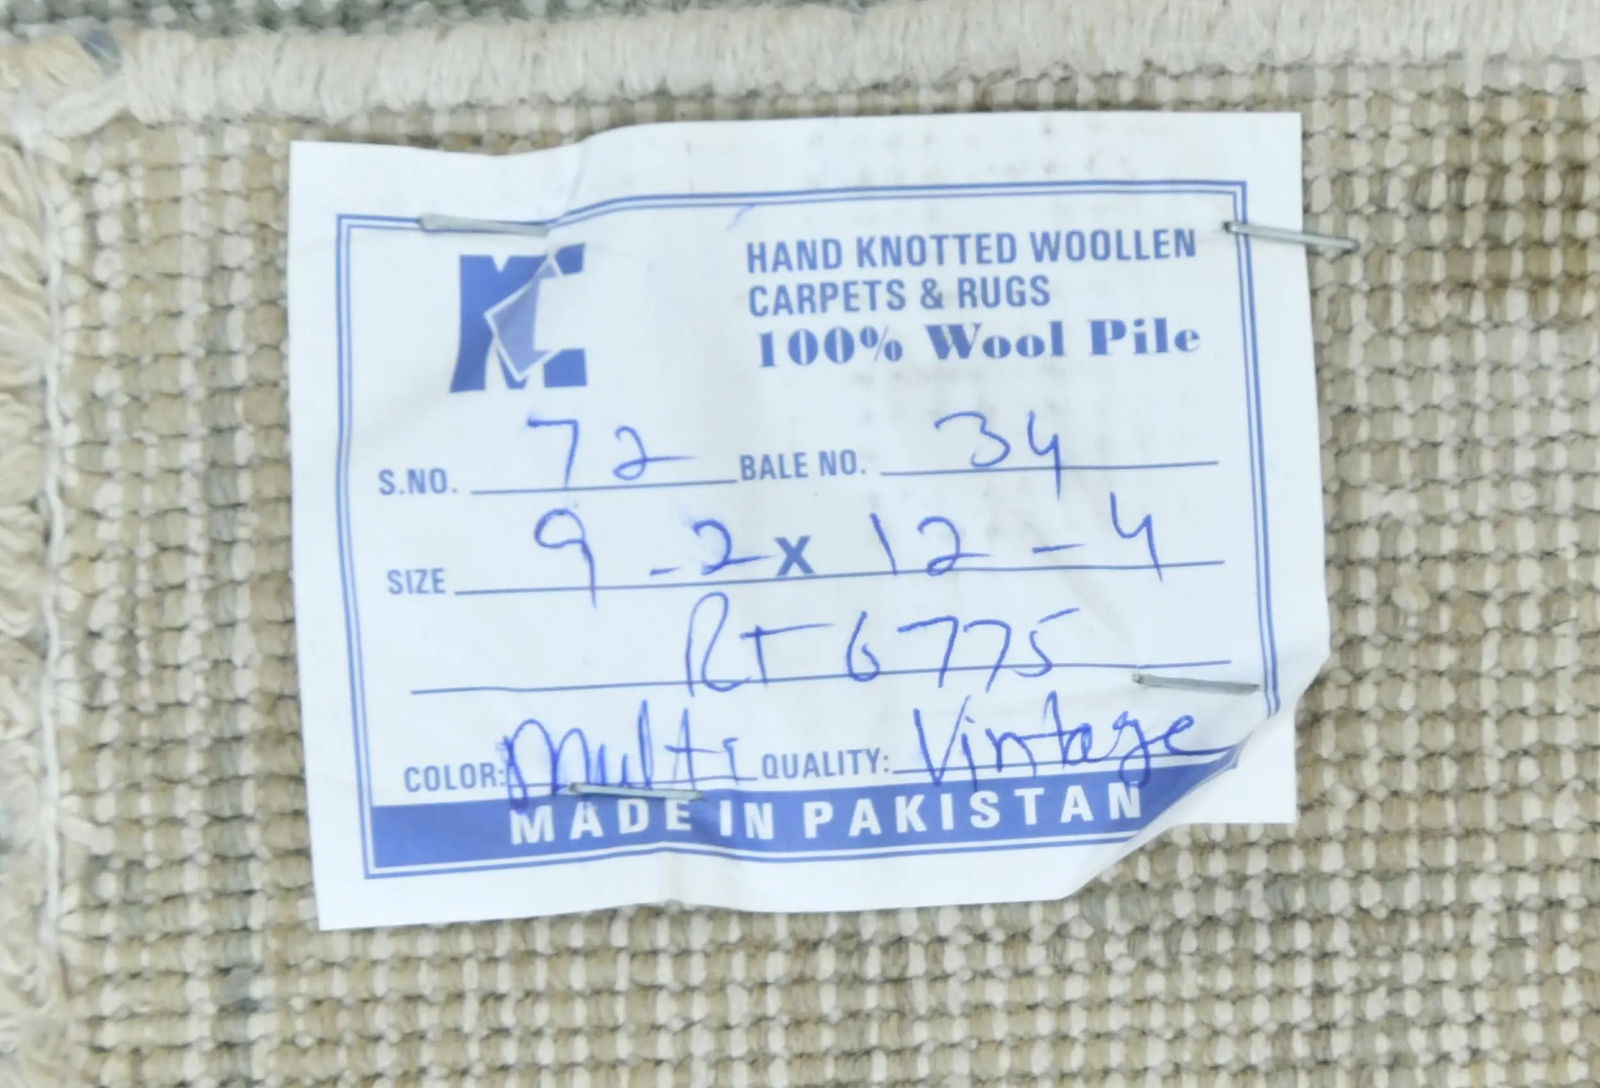 HAND KNOTTED WOOLLEN
CARPETS & RUGS
100% Wool Pile
S.NO. 72 BALE NO. 34
SIZE 9-2 X 12-4
RT 6775
COLOR: Multi QUALITY: Vintage
MADE IN PAKISTAN